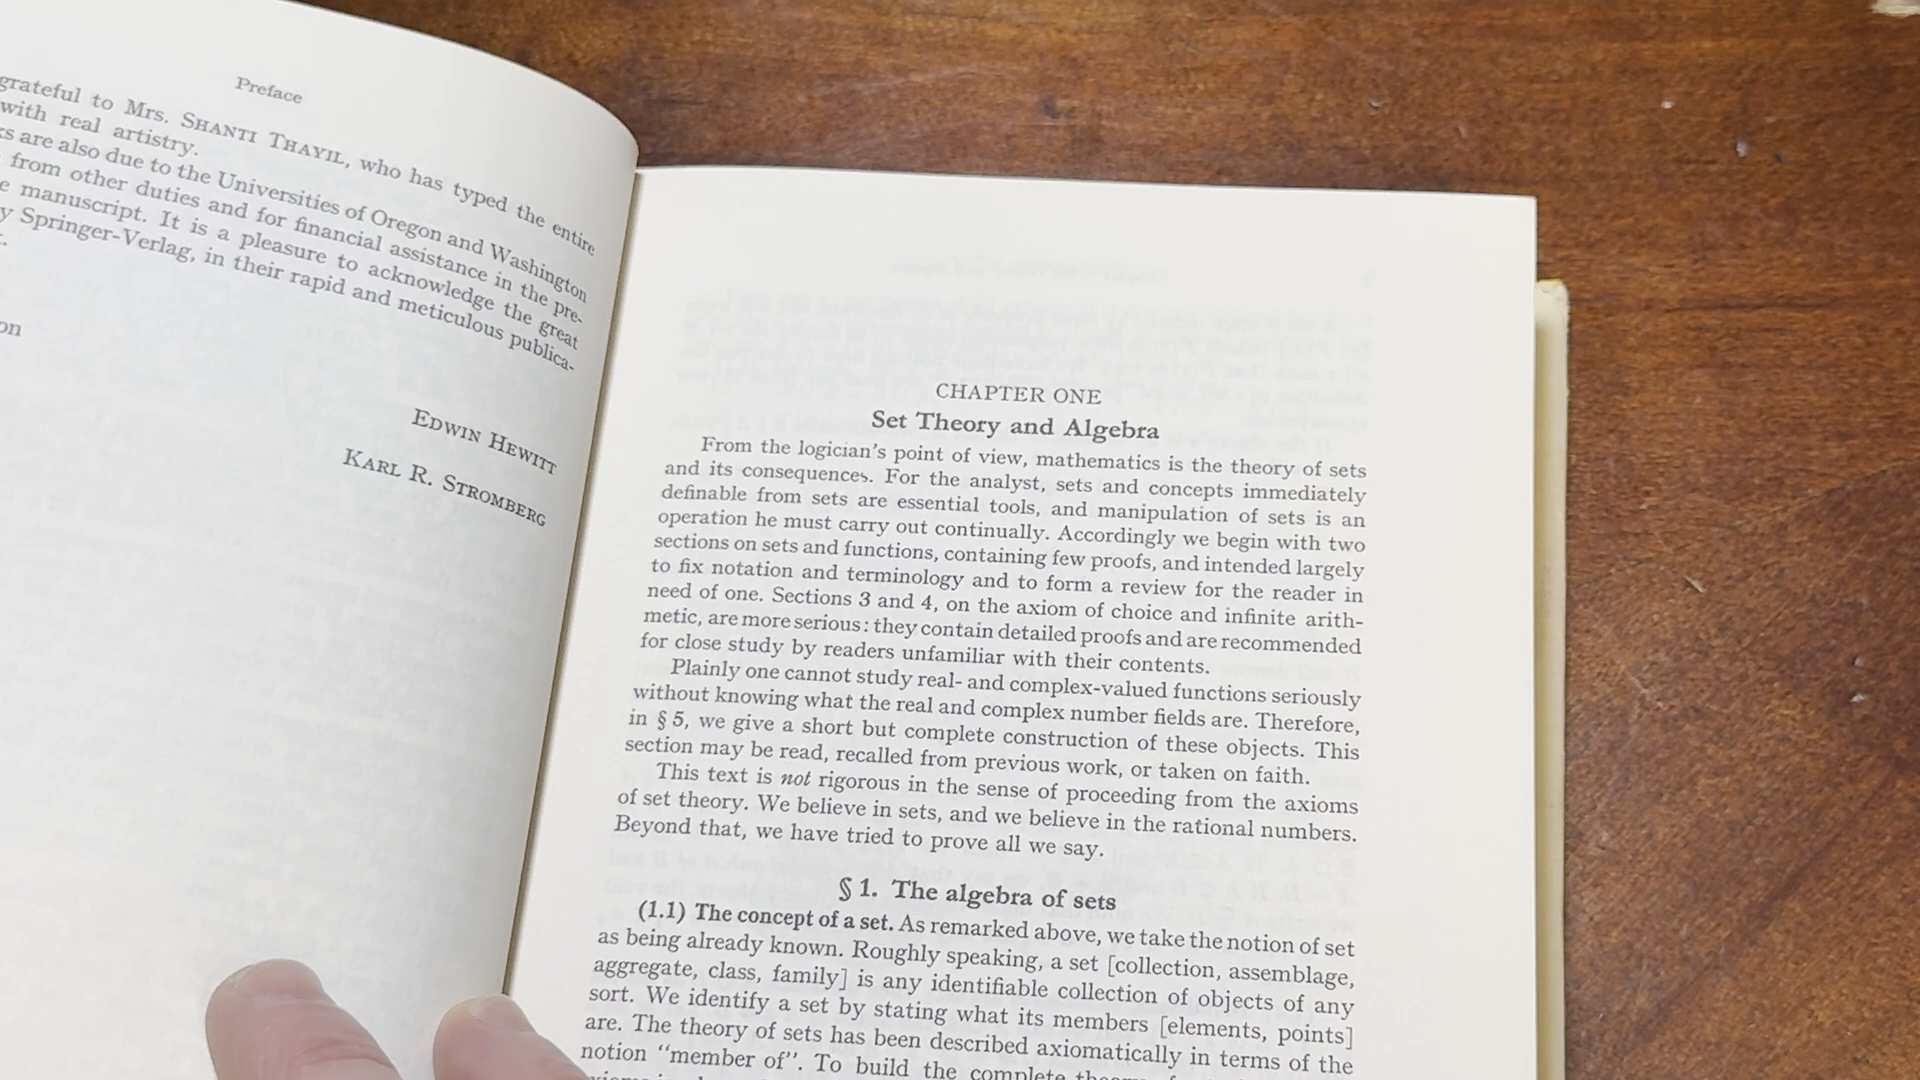 Preface
grateful to Mrs. SHANTI THAYIL, who has typed the entire
with real artistry.
are also due to the Universities of Oregon and Washington
from other duties and for financial assistance in the pre-
manuscript. It is a pleasure to acknowledge the great
Springer-Verlag, in their rapid and meticulous publica-
EDWIN HEWITT
KARL R. STROMBERG
CHAPTER ONE
Set Theory and Algebra
From the logician's point of view, mathematics is the theory of sets
and its consequences. For the analyst, sets and concepts immediately
definable from sets are essential tools, and manipulation of sets is an
operation he must carry out continually. Accordingly we begin with two
sections on sets and functions, containing few proofs, and intended largely
to fix notation and terminology and to form a review for the reader in
need of one. Sections 3 and 4, on the axiom of choice and infinite arith-
metic, are more serious: they contain detailed proofs and are recommended
for close study by readers unfamiliar with their contents.
Plainly one cannot study real- and complex-valued functions seriously
without knowing what the real and complex number fields are. Therefore,
in § 5, we give a short but complete construction of these objects. This
section may be read, recalled from previous work, or taken on faith.
This text is not rigorous in the sense of proceeding from the axioms
of set theory. We believe in sets, and we believe in the rational numbers.
Beyond that, we have tried to prove all we say.
§ 1. The algebra of sets
(1.1) The concept of a set. As remarked above, we take the notion of set
as being already known. Roughly speaking, a set [collection, assemblage,
aggregate, class, family] is any identifiable collection of objects of any
sort. We identify a set by stating what its members [elements, points]
are. The theory of sets has been described axiomatically in terms of the
notion "member of". To build the complete